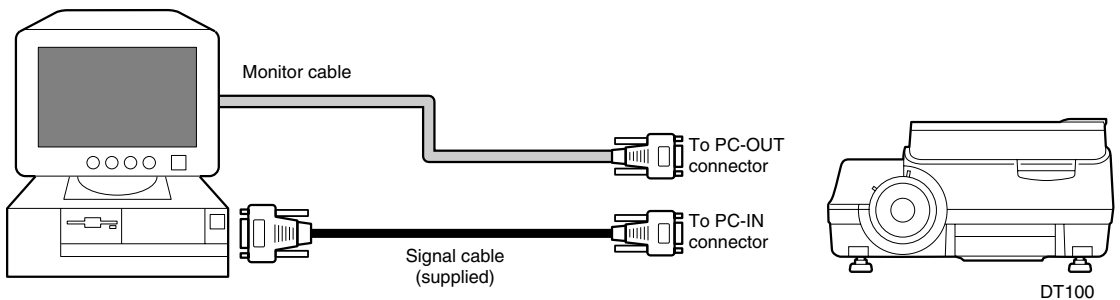 Monitor cable
To PC-OUT
connector
To PC-IN
connector
Signal cable
(supplied)
DT100